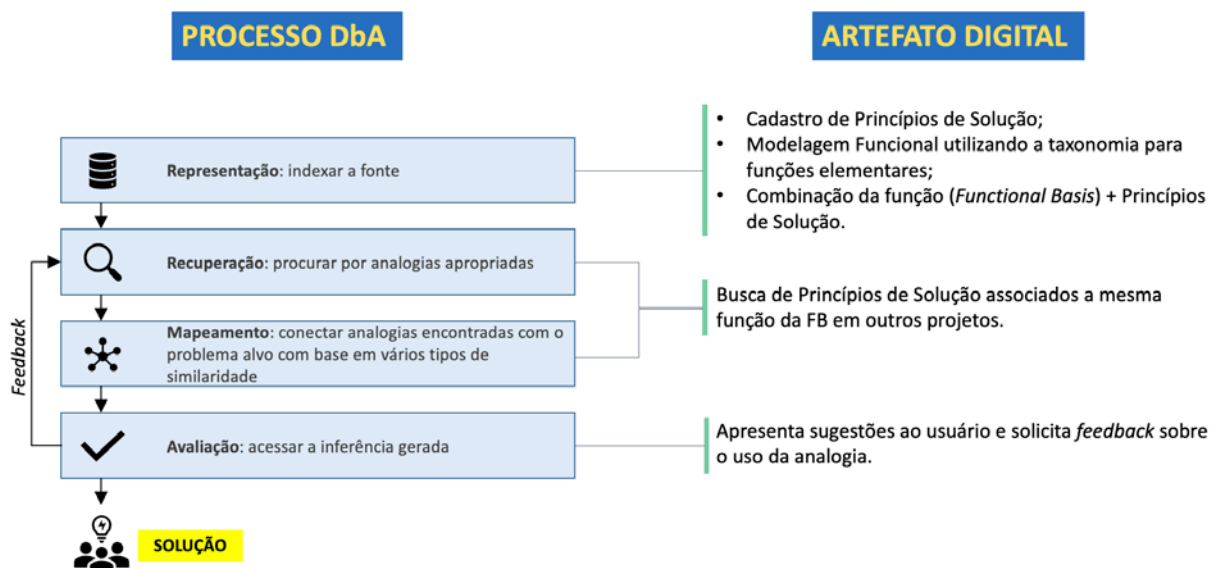 PROCESSO DbA
ARTEFATO DIGITAL
Representação: indexar a fonte
• Cadastro de Princípios de Solução;
• Modelagem Funcional utilizando a taxonomia para
funções elementares;
• Combinação da função (Functional Basis) + Princípios
de Solução.
Recuperação: procurar por analogias apropriadas
Mapeamento: conectar analogias encontradas com o
problema alvo com base em vários tipos de
similaridade
Busca de Princípios de Solução associados a mesma
função da FB em outros projetos.
Feedback
Avaliação: acessar a inferência gerada
Apresenta sugestões ao usuário e solicita feedback sobre
o uso da analogia.
SOLUÇÃO